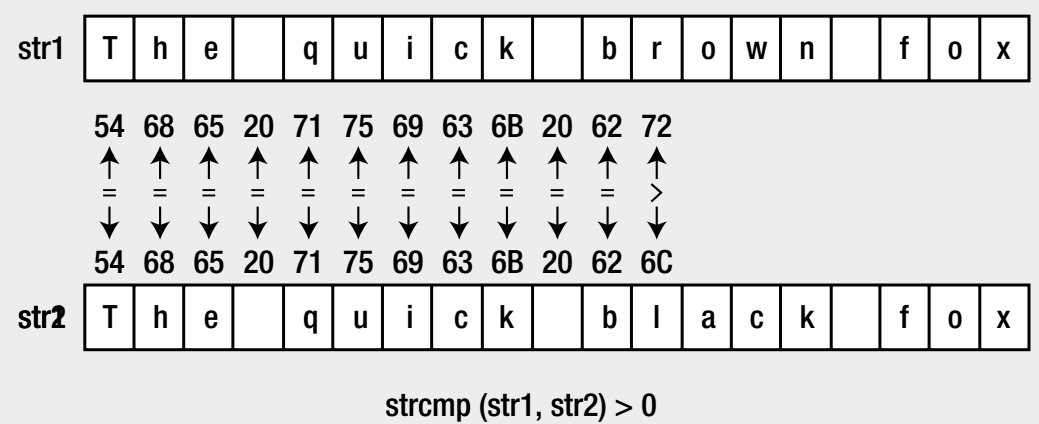 str1 T h e q u i c k b r o w n f o x
54 68 65 20 71 75 69 63 6B 20 62 72
= = = = = = = = = = = >
54 68 65 20 71 75 69 63 6B 20 62 6C
str2 T h e q u i c k b l a c k f o x
strcmp (str1, str2) > 0